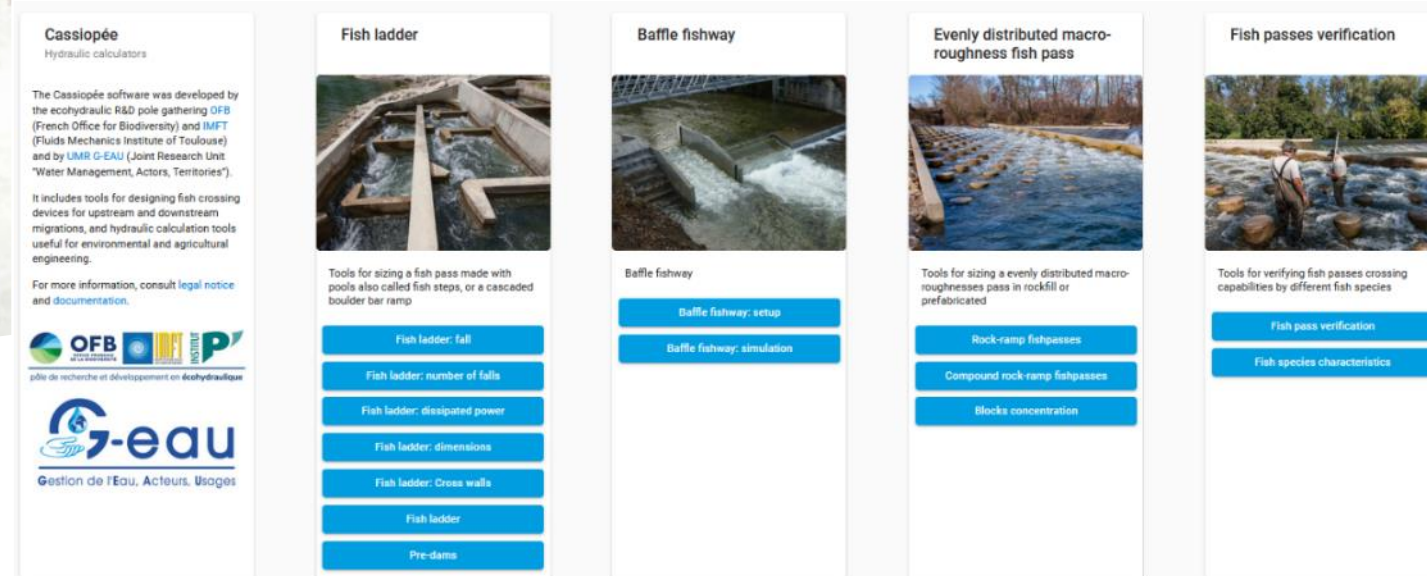 Cassiopée
Hydraulic calculators
The Cassiopée software was developed by
the ecohydraulic R&D pole gathering OFB
(French Office for Biodiversity) and IMFT
(Fluids Mechanics Institute of Toulouse)
and by UMR G-EAU (Joint Research Unit
"Water Management, Actors, Territories").
It includes tools for designing fish crossing
devices for upstream and downstream
migrations, and hydraulic calculation tools
useful for environmental and agricultural
engineering.
For more information, consult legal notice
and documentation.
OFB
OFFICE FRANÇAIS
DE LA BIODIVERSITÉ
IMFT
INSTITUT
P'
pôle de recherche et développement en écohydraulique
G-eau
Gestion de l'Eau, Acteurs, Usages
Fish ladder
Tools for sizing a fish pass made with
pools also called fish steps, or a cascaded
boulder bar ramp
Fish ladder: fall
Fish ladder: number of falls
Fish ladder: dissipated power
Fish ladder: dimensions
Fish ladder: Cross walls
Fish ladder
Pre-dams
Baffle fishway
Baffle fishway
Baffle fishway: setup
Baffle fishway: simulation
Evenly distributed macro-
roughness fish pass
Tools for sizing a evenly distributed macro-
roughnesses pass in rockfill or
prefabricated
Rock-ramp fishpasses
Compound rock-ramp fishpasses
Blocks concentration
Fish passes verification
Tools for verifying fish passes crossing
capabilities by different fish species
Fish pass verification
Fish species characteristics